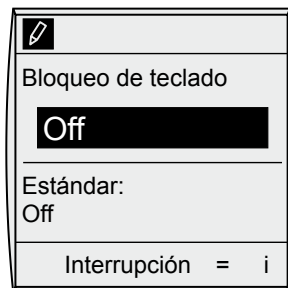 Bloqueo de teclado
Off
Estándar:
Off
Interrupción = i